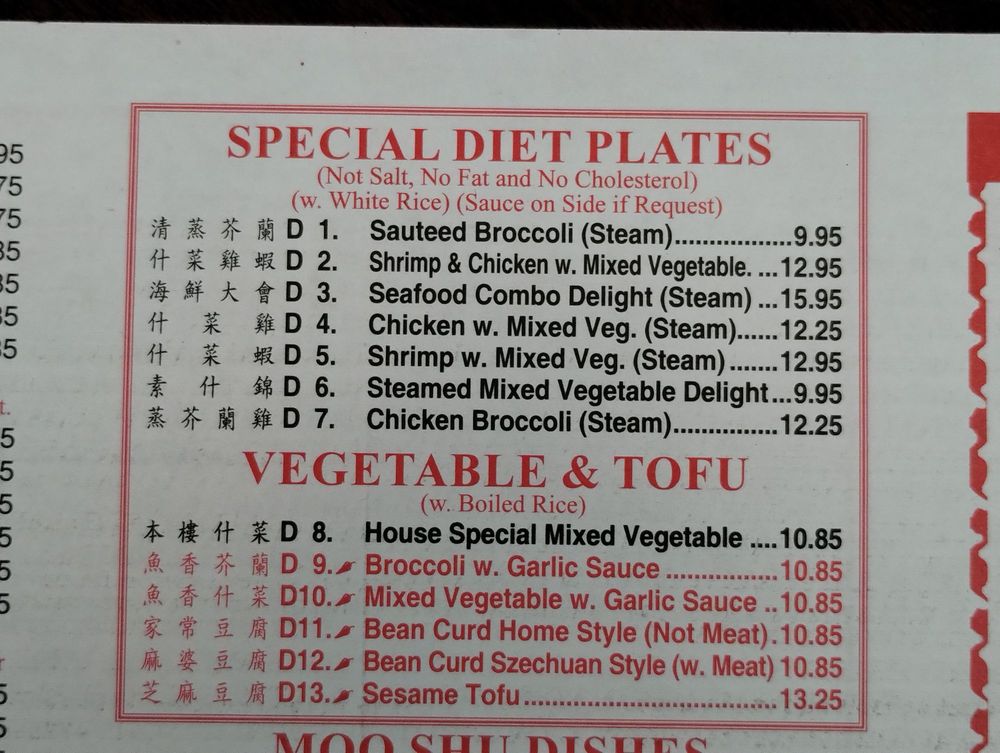 SPECIAL DIET PLATES
(Not Salt, No Fat and No Cholesterol)
(w. White Rice) (Sauce on Side if Request)
清蒸芥蘭 D 1. Sauteed Broccoli (Steam)..................9.95
什菜雞蝦 D 2. Shrimp & Chicken w. Mixed Vegetable. ...12.95
海鮮大會 D 3. Seafood Combo Delight (Steam) ...15.95
什菜雞 D 4. Chicken w. Mixed Veg. (Steam)......12.25
什菜蝦 D 5. Shrimp w. Mixed Veg. (Steam) .......12.95
素什錦 D 6. Steamed Mixed Vegetable Delight...9.95
蒸芥蘭雞 D 7. Chicken Broccoli (Steam)................12.25
VEGETABLE & TOFU
(w. Boiled Rice)
本樓什菜 D 8. House Special Mixed Vegetable ....10.85
魚香芥蘭 D 9. Broccoli w. Garlic Sauce .................10.85
魚香什菜 D10. Mixed Vegetable w. Garlic Sauce ..10.85
家常豆腐 D11. Bean Curd Home Style (Not Meat).10.85
麻婆豆腐 D12. Bean Curd Szechuan Style (w. Meat) 10.85
芝麻豆腐 D13. Sesame Tofu.......................................13.25
MOO SHU DISHES